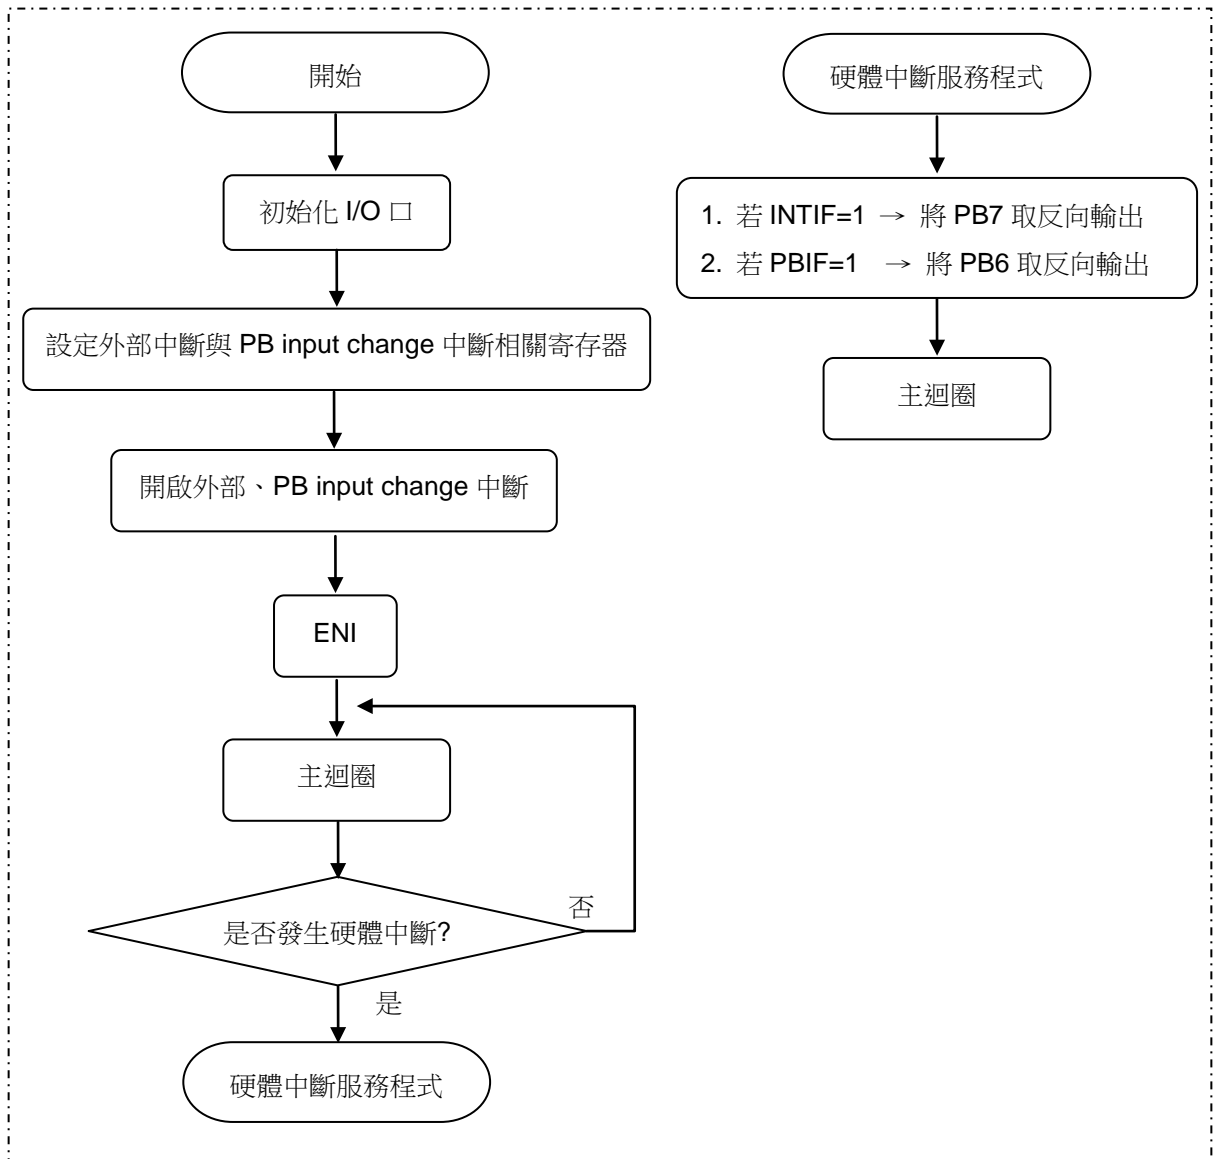 開始
初始化 I/O 口
設定外部中斷與 PB input change 中斷相關寄存器
開啟外部、PB input change 中斷
ENI
主迴圈
是否發生硬體中斷?
否
是
硬體中斷服務程式
硬體中斷服務程式
1. 若 INTIF=1 → 將 PB7 取反向輸出
2. 若 PBIF=1 → 將 PB6 取反向輸出
主迴圈